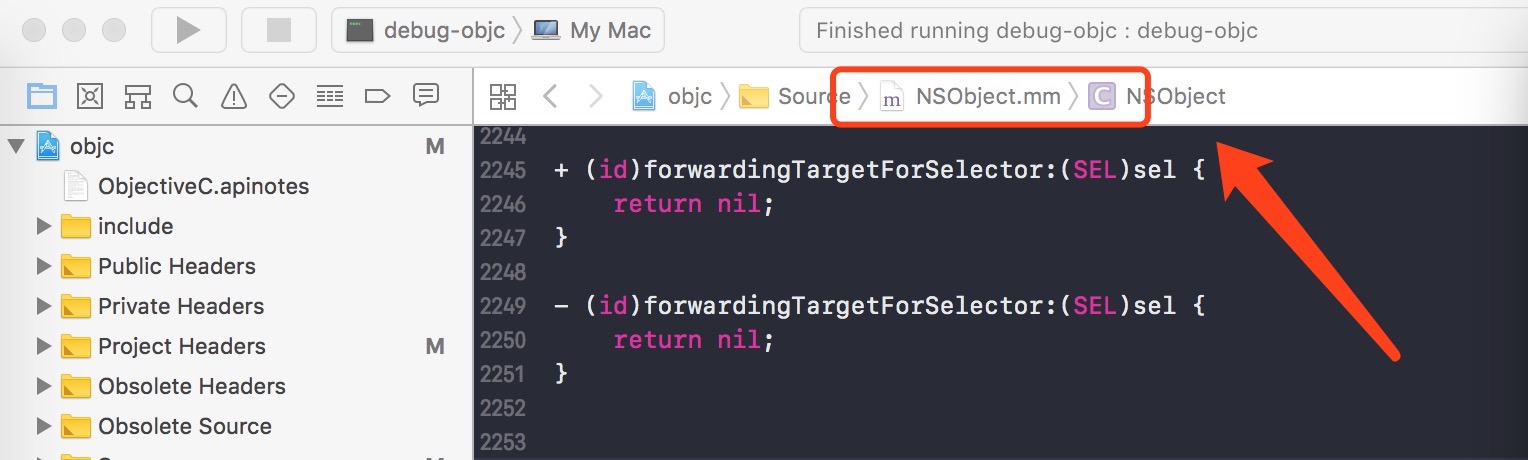 debug-objc 〉 My Mac
Finished running debug-objc : debug-objc
objc 〉 Source 〉 m NSObject.mm 〉 C NSObject
objc M
ObjectiveC.apinotes
include
Public Headers
Private Headers
Project Headers M
Obsolete Headers
Obsolete Source
2244
2245 + (id)forwardingTargetForSelector:(SEL)sel {
2246 return nil;
2247 }
2248
2249 - (id)forwardingTargetForSelector:(SEL)sel {
2250 return nil;
2251 }
2252
2253